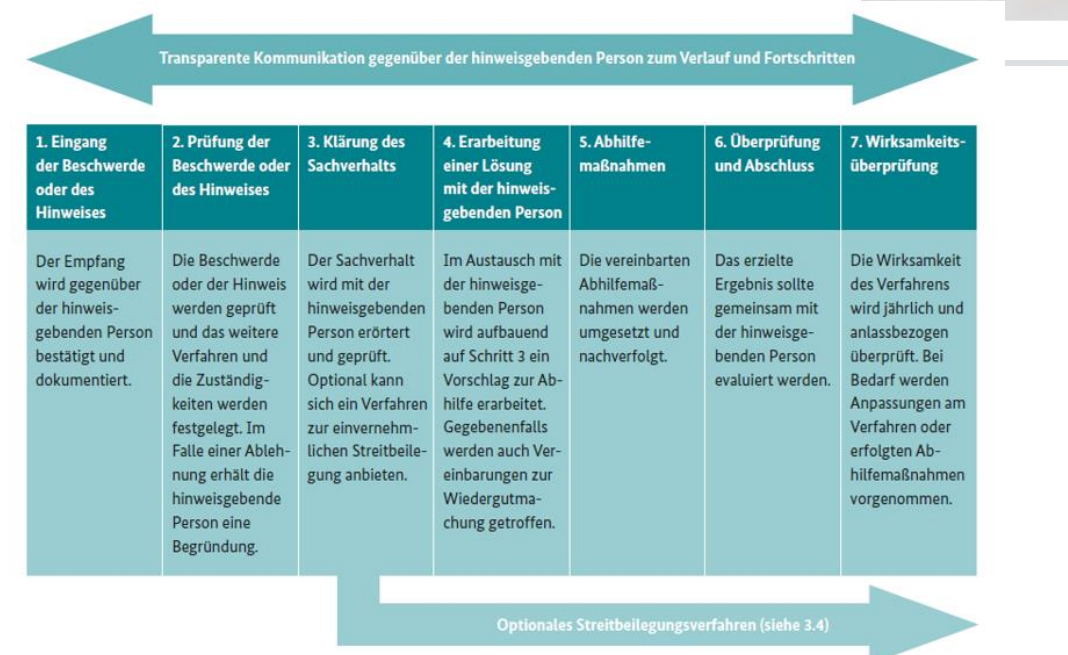 Transparente Kommunikation gegenüber der hinweisgebenden Person zum Verlauf und Fortschritten
1. Eingang
der Beschwerde
oder des
Hinweises
2. Prüfung der
Beschwerde oder
des Hinweises
3. Klärung des
Sachverhalts
4. Erarbeitung
einer Lösung
mit der hinweis-
gebenden Person
5. Abhilfe-
maßnahmen
6. Überprüfung
und Abschluss
7. Wirksamkeits-
überprüfung
Der Empfang
wird gegenüber
der hinweis-
gebenden Person
bestätigt und
dokumentiert.
Die Beschwerde
oder der Hinweis
werden geprüft
und das weitere
Verfahren und
die Zuständig-
keiten werden
festgelegt. Im
Falle einer Ableh-
nung erhält die
hinweisgebende
Person eine
Begründung.
Der Sachverhalt
wird mit der
hinweisgebenden
Person erörtert
und geprüft.
Optional kann
sich ein Verfahren
zur einvernehm-
lichen Streitbeile-
gung anbieten.
Im Austausch mit
der hinweisge-
benden Person
wird aufbauend
auf Schritt 3 ein
Vorschlag zur Ab-
hilfe erarbeitet.
Gegebenenfalls
werden auch Ver-
einbarungen zur
Wiedergutma-
chung getroffen.
Die vereinbarten
Abhilfemaß-
nahmen werden
umgesetzt und
nachverfolgt.
Das erzielte
Ergebnis sollte
gemeinsam mit
der hinweisge-
benden Person
evaluiert werden.
Die Wirksamkeit
des Verfahrens
wird jährlich und
anlassbezogen
überprüft. Bei
Bedarf werden
Anpassungen am
Verfahren oder
erfolgten Ab-
hilfemaßnahmen
vorgenommen.
Optionales Streitbeilegungsverfahren (siehe 3.4)